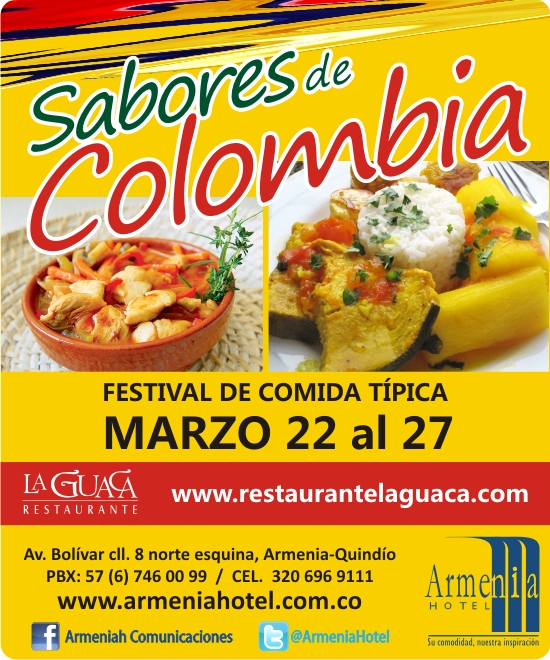 Sabores de
Colombia
FESTIVAL DE COMIDA TÍPICA
MARZO 22 al 27
LA GUACA
RESTAURANTE
www.restaurantelaguaca.com
Av. Bolívar cll. 8 norte esquina, Armenia-Quindío
PBX: 57 (6) 746 00 99 / CEL. 320 696 9111
www.armeniahotel.com.co
f Armeniah Comunicaciones
@ArmeniaHotel
Armenia
HOTEL
Su comodidad, nuestra inspiración